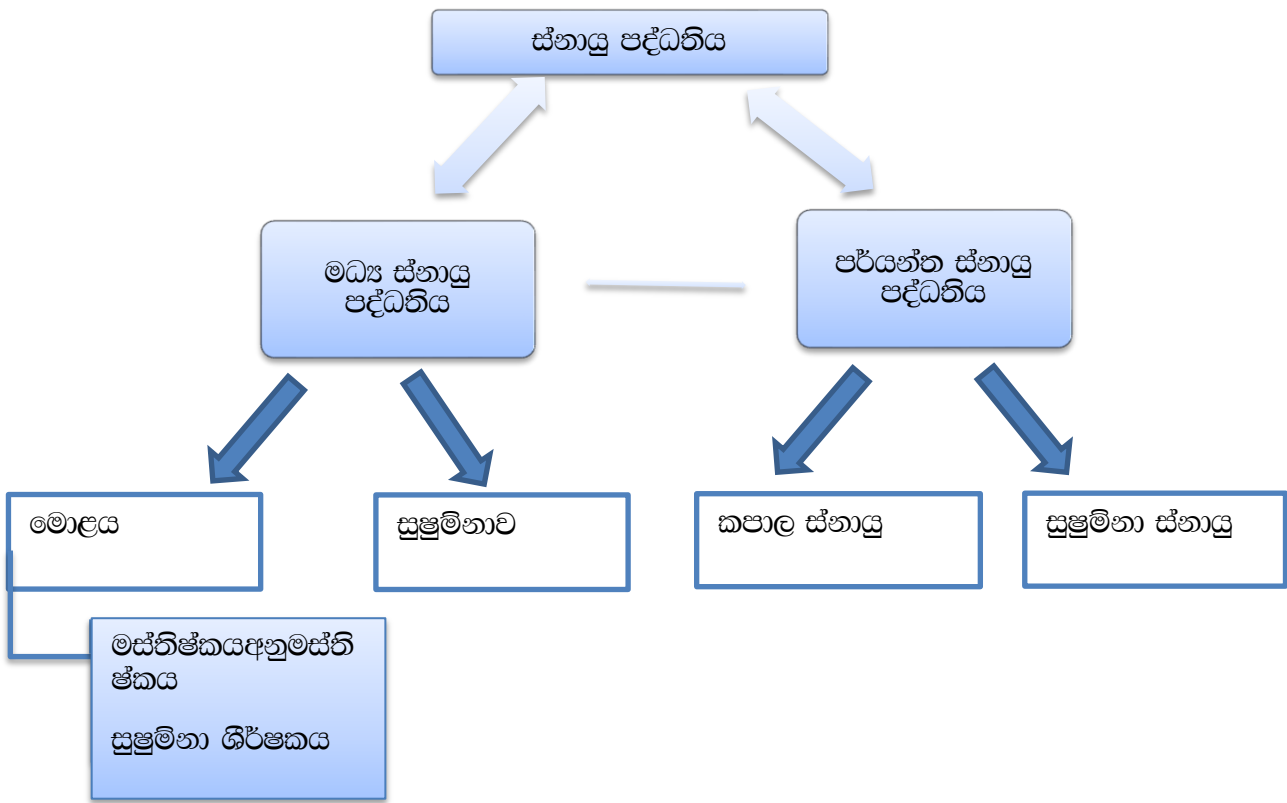 ස්නායු පද්ධතිය
මධ්‍ය ස්නායු
පද්ධතිය
පර්යන්ත ස්නායු
පද්ධතිය
මොළය
සුෂුම්නාව
කපාල ස්නායු
සුෂුම්නා ස්නායු
මස්තිෂ්කයඅනුමස්ති
ෂ්කය
සුෂුම්නා ශීර්ෂකය